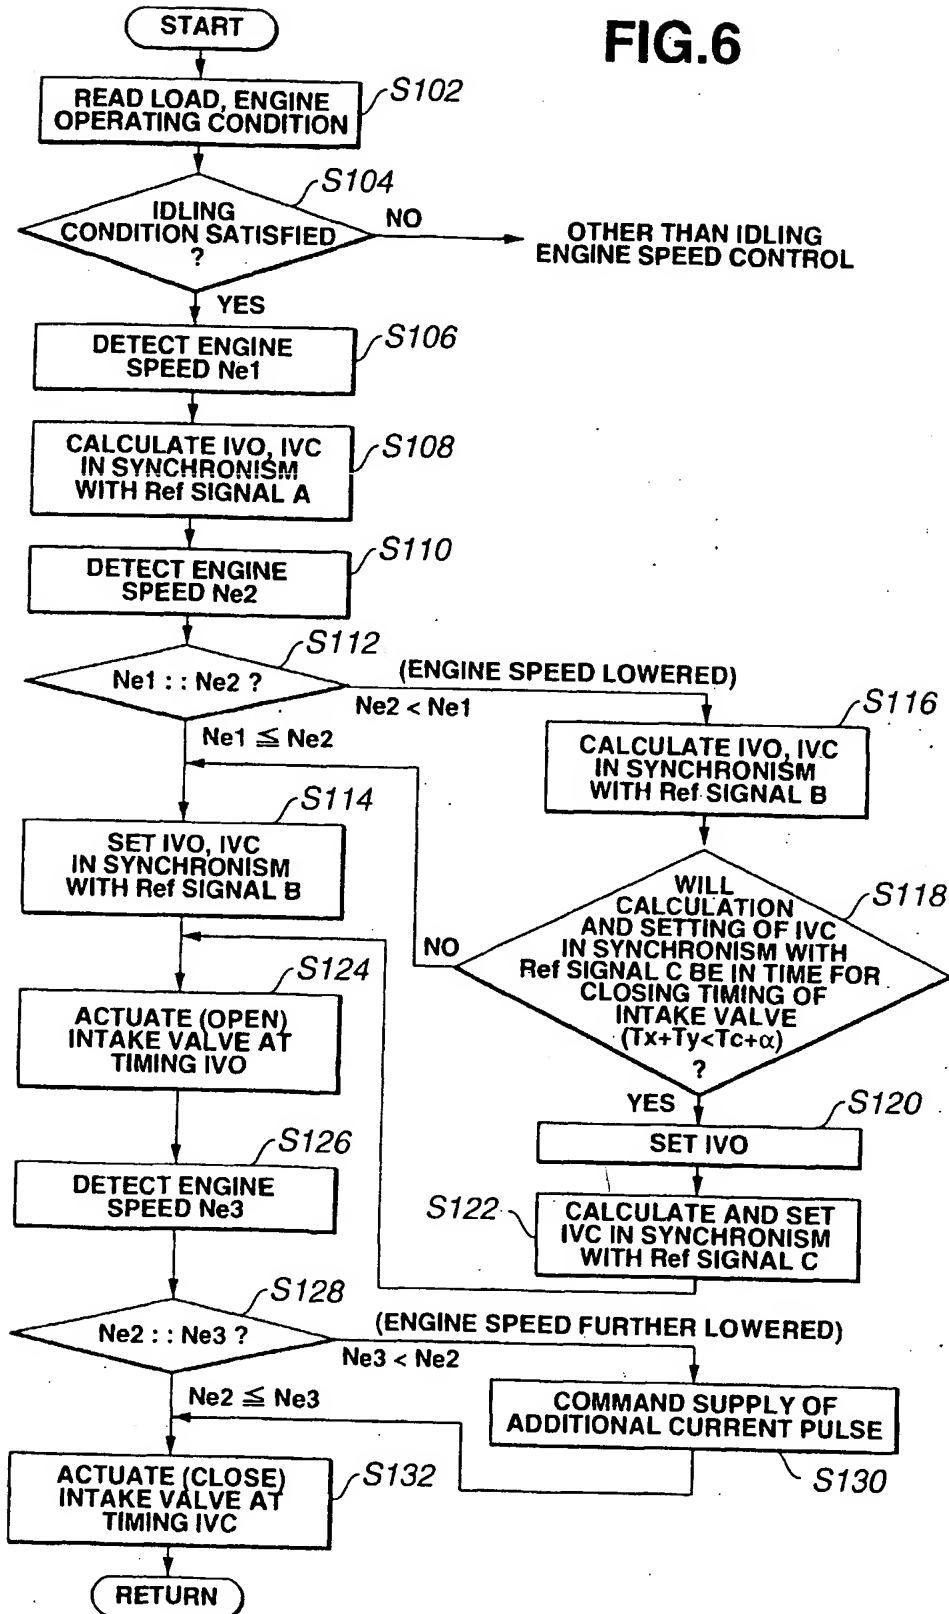 FIG.6
START
S102
READ LOAD, ENGINE
OPERATING CONDITION
S104
IDLING
CONDITION SATISFIED
?
NO
OTHER THAN IDLING
ENGINE SPEED CONTROL
YES
S106
DETECT ENGINE
SPEED Ne1
S108
CALCULATE IVO, IVC
IN SYNCHRONISM
WITH Ref SIGNAL A
S110
DETECT ENGINE
SPEED Ne2
S112
Ne1 : : Ne2 ?
(ENGINE SPEED LOWERED)
Ne2 < Ne1
Ne1 ≦ Ne2
S116
CALCULATE IVO, IVC
IN SYNCHRONISM
WITH Ref SIGNAL B
S114
SET IVO, IVC
IN SYNCHRONISM
WITH Ref SIGNAL B
S118
WILL
CALCULATION
AND SETTING OF IVC
IN SYNCHRONISM WITH
Ref SIGNAL C BE IN TIME FOR
CLOSING TIMING OF
INTAKE VALVE
(Tx+Ty<Tc+α)
?
NO
YES
S120
SET IVO
S122
CALCULATE AND SET
IVC IN SYNCHRONISM
WITH Ref SIGNAL C
S124
ACTUATE (OPEN)
INTAKE VALVE AT
TIMING IVO
S126
DETECT ENGINE
SPEED Ne3
S128
Ne2 : : Ne3 ?
(ENGINE SPEED FURTHER LOWERED)
Ne3 < Ne2
Ne2 ≦ Ne3
COMMAND SUPPLY OF
ADDITIONAL CURRENT PULSE
S130
ACTUATE (CLOSE)
INTAKE VALVE AT
TIMING IVC
S132
RETURN